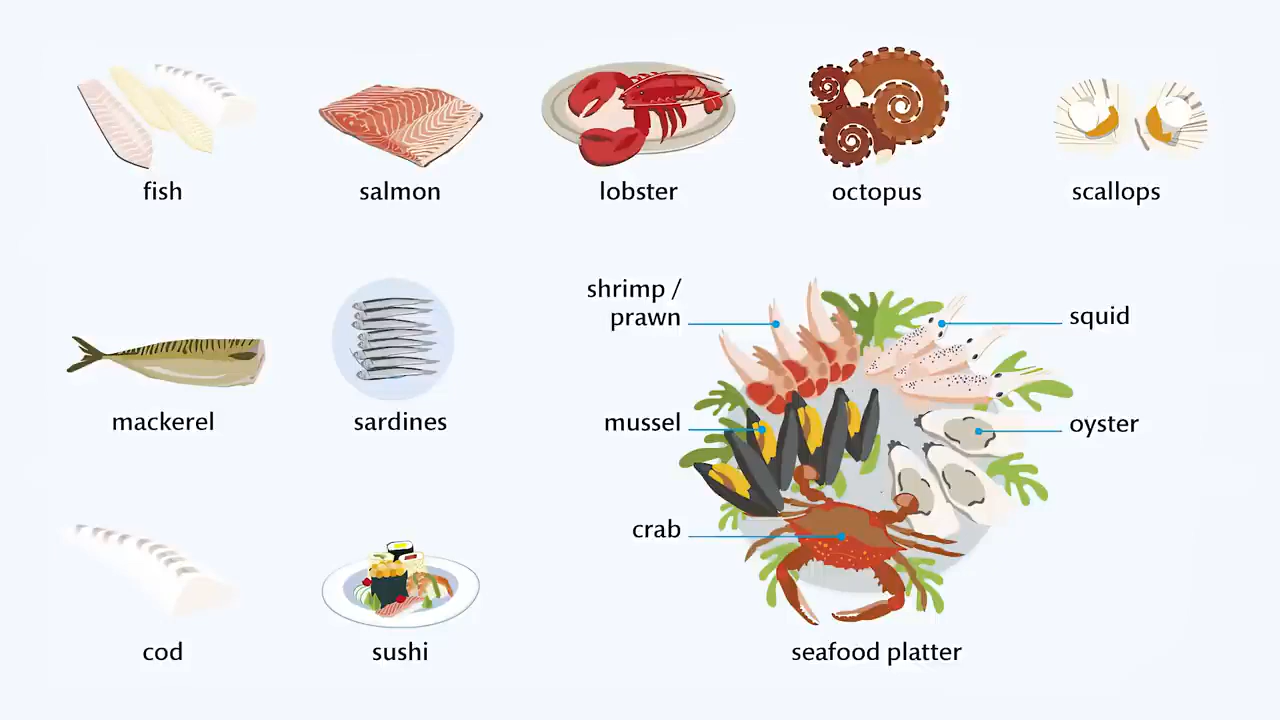 fish
salmon
lobster
octopus
scallops
shrimp /
prawn
squid
mackerel
sardines
mussel
oyster
crab
cod
sushi
seafood platter